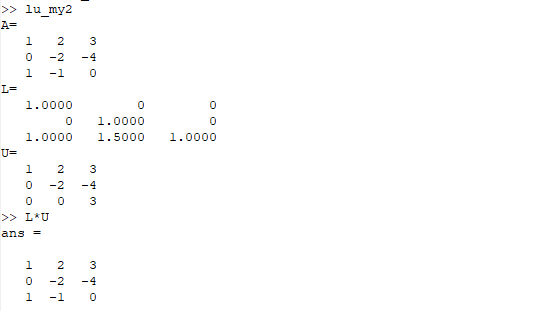 >> lu_my2
A=
1 2 3
0 -2 -4
1 -1 0
L=
1.0000 0 0
0 1.0000 0
1.0000 1.5000 1.0000
U=
1 2 3
0 -2 -4
0 0 3
>> L*U
ans =
1 2 3
0 -2 -4
1 -1 0